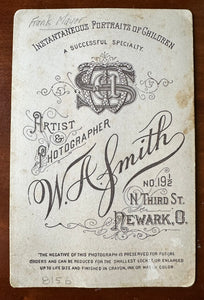 Frank Mayer
INSTANTANEOUS PORTRAITS OF CHILDREN
A SUCCESSFUL SPECIALTY.
ARTIST
& PHOTOGRAPHER
W. A. Smith
NO. 19½
N. THIRD ST.
NEWARK, O.
"THE NEGATIVE OF THIS PHOTOGRAPH IS PRESERVED FOR FUTURE
ORDERS AND CAN BE REDUCED FOR THE SMALLEST LOCKET, OR ENLARGED
UP TO LIFE SIZE AND FINISHED IN CRAYON, INK OR WATER COLOR.
8156